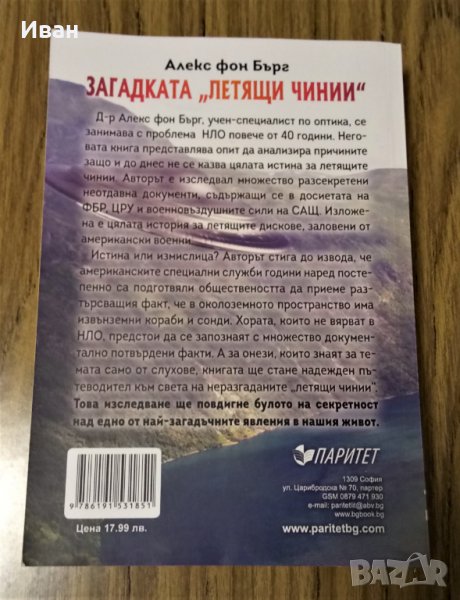 Иван
Алекс фон Бърг
ЗАГАДКАТА „ЛЕТЯЩИ ЧИНИИ“
Д-р Алекс фон Бърг, учен-специалист по оптика, се
занимава с проблема НЛО повече от 40 години. Него-
вата книга представлява опит да анализира причините
защо и до днес не се казва цялата истина за летящите
чинии. Авторът е изследвал множество разсекретени
неотдавна документи, съдържащи се в досиетата на
ФБР, ЦРУ и военновъздушните сили на САЩ. Изложе-
на е цялата история за летящите дискове, заловени от
американски военни.
Истина или измислица? Авторът стига до извода, че
американските специални служби години наред посте-
пенно са подготвяли обществеността да приеме раз-
търсващия факт, че в околоземното пространство има
извънземни кораби и сонди. Хората, които не вярват в
НЛО, предстои да се запознаят с множество докумен-
тално потвърдени факти. А за онези, които знаят за те-
мата само от слухове, книгата ще стане надежден пъ-
теводител към света на неразгаданите „летящи чинии“.
Това изследване ще повдигне булото на секретност
над едно от най-загадъчните явления в нашия живот.
ПАРИТЕТ
1309 София
ул. Царибродска № 70, партер
GSM 0879 471 930
e-mail: paritetlit@abv.bg
www.bgbook.bg
www.paritetbg.com
9 786191 531851
Цена 17.99 лв.
BAZAR